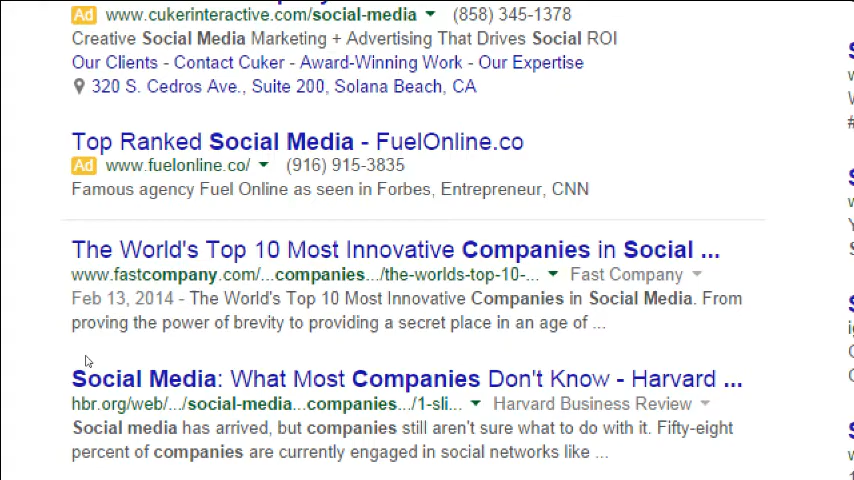 Ad www.cukerinteractive.com/social-media (858) 345-1378
Creative Social Media Marketing + Advertising That Drives Social ROI
Our Clients - Contact Cuker - Award-Winning Work - Our Expertise
320 S. Cedros Ave., Suite 200, Solana Beach, CA
Top Ranked Social Media - FuelOnline.co
Ad www.fuelonline.co/ (916) 915-3835
Famous agency Fuel Online as seen in Forbes, Entrepreneur, CNN
The World's Top 10 Most Innovative Companies in Social ...
www.fastcompany.com/...companies.../the-worlds-top-10-... Fast Company
Feb 13, 2014 - The World's Top 10 Most Innovative Companies in Social Media. From
proving the power of brevity to providing a secret place in an age of ...
Social Media: What Most Companies Don't Know - Harvard ...
hbr.org/web/.../social-media...companies.../1-sli... Harvard Business Review
Social media has arrived, but companies still aren't sure what to do with it. Fifty-eight
percent of companies are currently engaged in social networks like ...